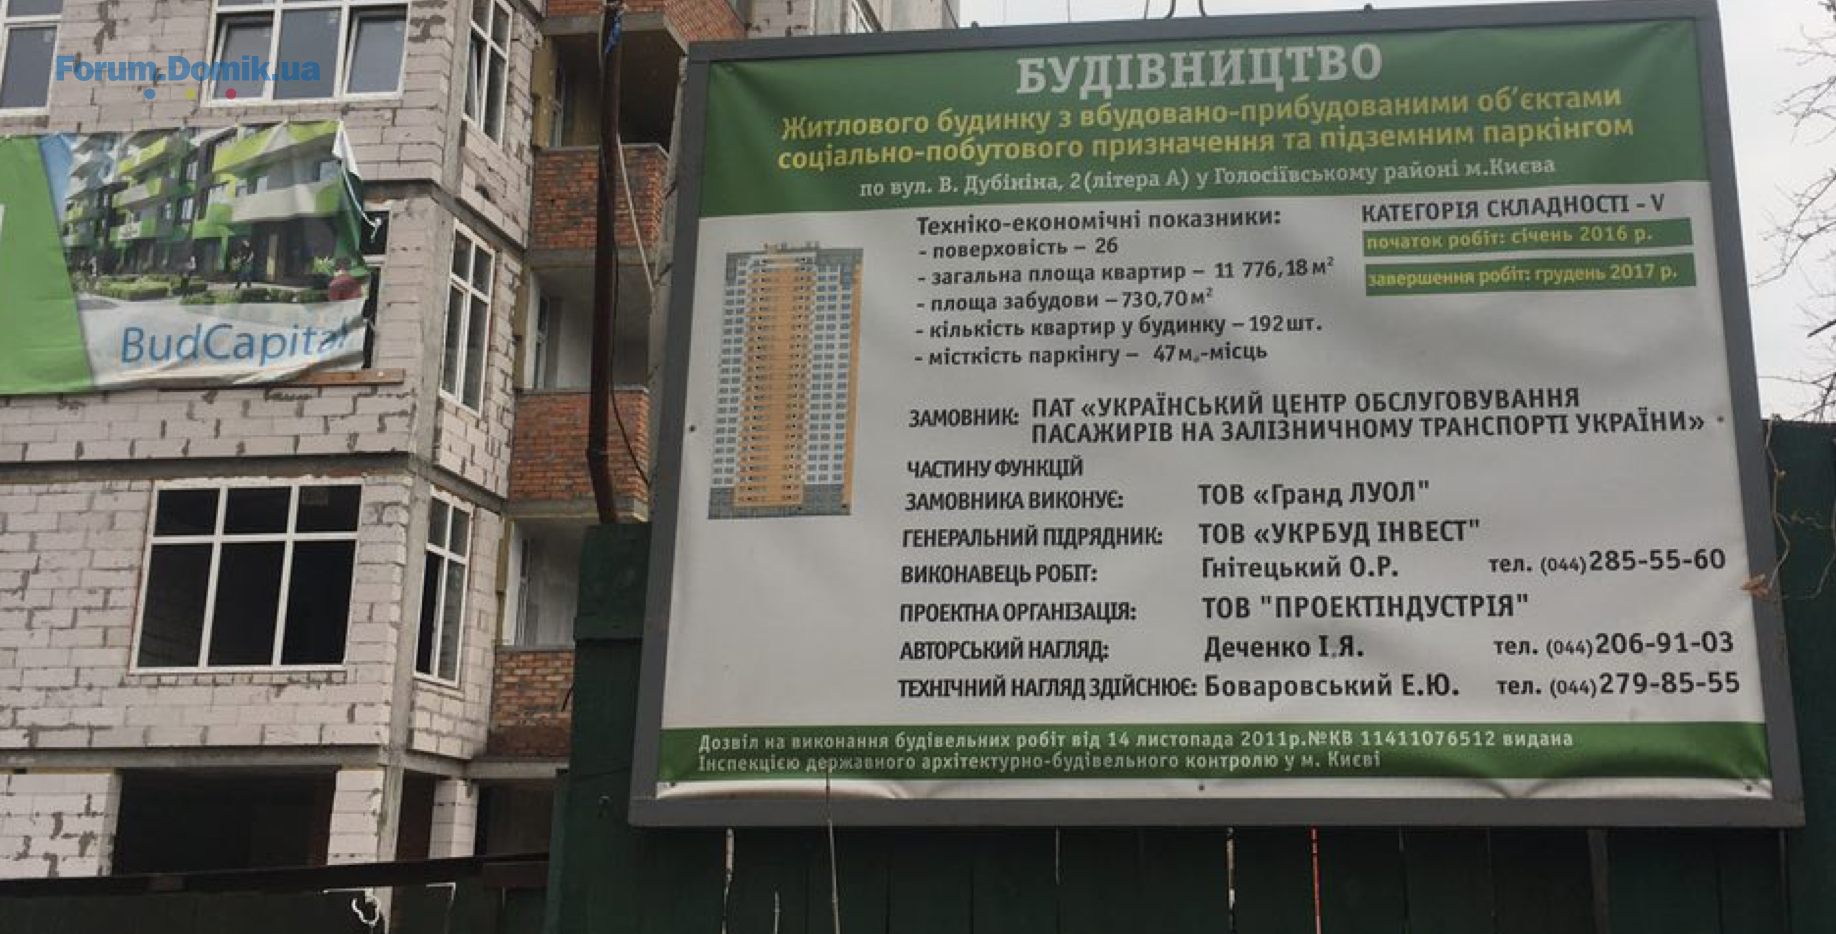 Forum.Domik.ua
BudCapital
БУДІВНИЦТВО
Житлового будинку з вбудовано-прибудованими об'єктами
соціально-побутового призначення та підземним паркінгом
по вул. В. Дубініна, 2(літера А) у Голосіївському районі м.Києва
Техніко-економічні показники:
- поверховість – 26
- загальна площа квартир – 11 776,18 м²
- площа забудови – 730,70 м²
- кількість квартир у будинку – 192 шт.
- місткість паркінгу – 47 м.-місць
КАТЕГОРІЯ СКЛАДНОСТІ - V
початок робіт: січень 2016 р.
завершення робіт: грудень 2017 р.
ЗАМОВНИК: ПАТ «УКРАЇНСЬКИЙ ЦЕНТР ОБСЛУГОВУВАННЯ
ПАСАЖИРІВ НА ЗАЛІЗНИЧНОМУ ТРАНСПОРТІ УКРАЇНИ»
ЧАСТИНУ ФУНКЦІЙ
ЗАМОВНИКА ВИКОНУЄ: ТОВ «Гранд ЛУОЛ"
ГЕНЕРАЛЬНИЙ ПІДРЯДНИК: ТОВ «УКРБУД ІНВЕСТ"
ВИКОНАВЕЦЬ РОБІТ: Гнітецький О.Р. тел. (044)285-55-60
ПРОЕКТНА ОРГАНІЗАЦІЯ: ТОВ "ПРОЕКТІНДУСТРІЯ"
АВТОРСЬКИЙ НАГЛЯД: Деченко І.Я. тел. (044)206-91-03
ТЕХНІЧНИЙ НАГЛЯД ЗДІЙСНЮЄ: Боваровський Е.Ю. тел. (044)279-85-55
Дозвіл на виконання будівельних робіт від 14 листопада 2011р.№КВ 11411076512 видана
Інспекцією державного архітектурно-будівельного контролю у м. Києві